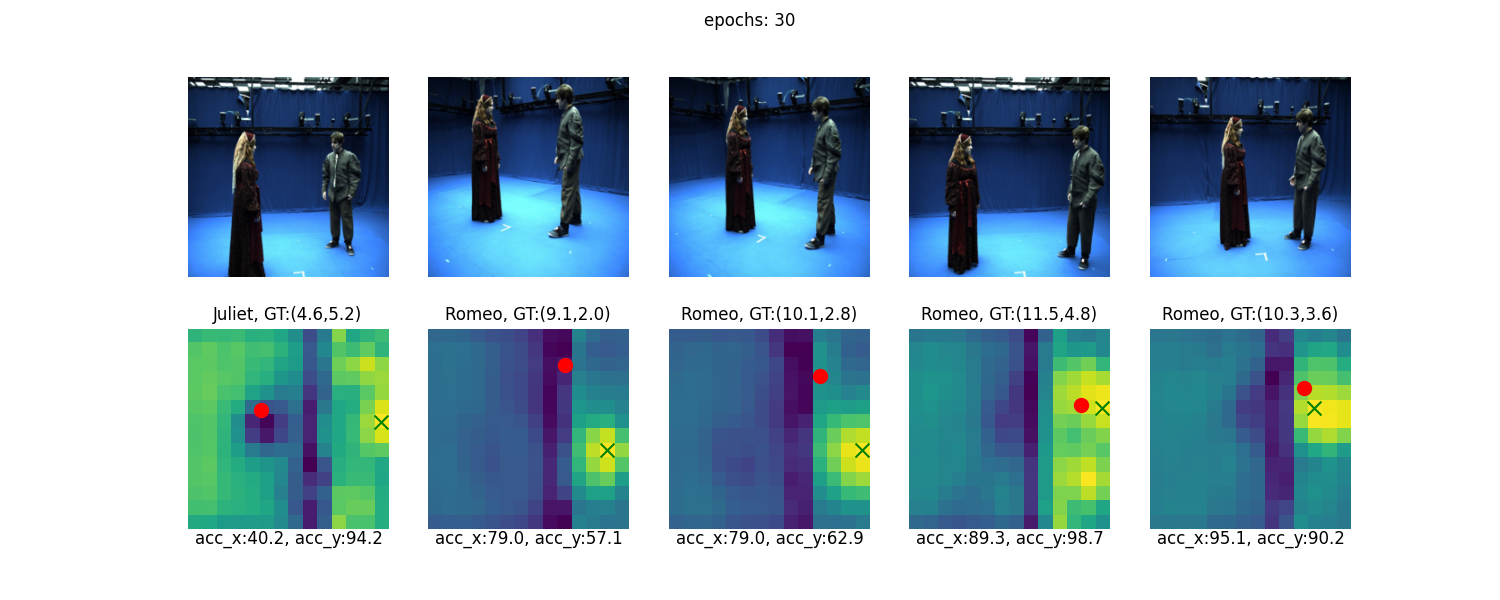 epochs: 30
Juliet, GT:(4.6,5.2)
Romeo, GT:(9.1,2.0)
Romeo, GT:(10.1,2.8)
Romeo, GT:(11.5,4.8)
Romeo, GT:(10.3,3.6)
acc_x:40.2, acc_y:94.2
acc_x:79.0, acc_y:57.1
acc_x:79.0, acc_y:62.9
acc_x:89.3, acc_y:98.7
acc_x:95.1, acc_y:90.2